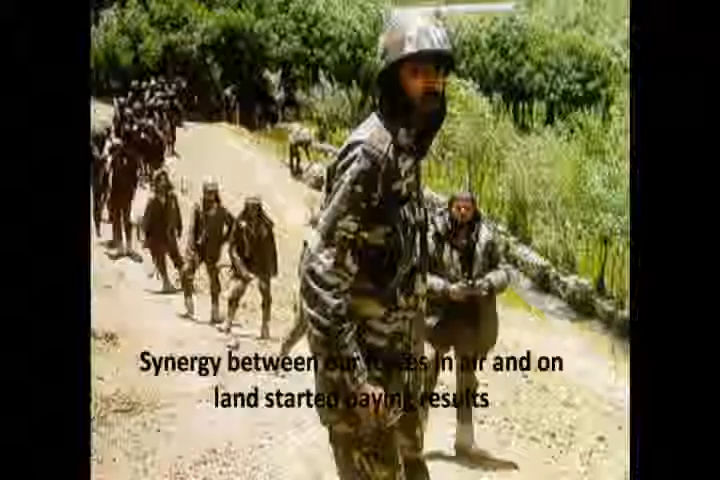 Synergy between our forces in air and on
land started paying results